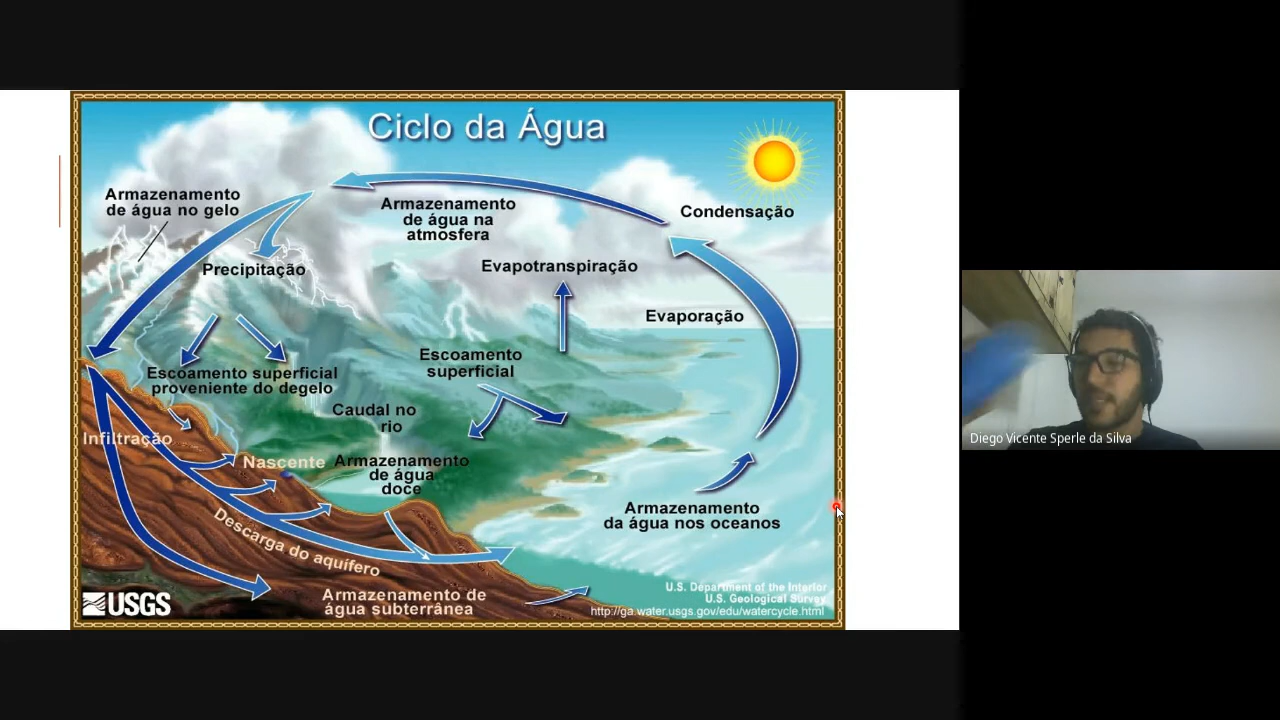 Ciclo da Água
Armazenamento
de água no gelo
Armazenamento
de água na
atmosfera
Condensação
Precipitação
Evapotranspiração
Evaporação
Escoamento
superficial
Escoamento superficial
proveniente do degelo
Caudal no
rio
Infiltração
Nascente
Armazenamento
de água
doce
Armazenamento
da água nos oceanos
Descarga do aquífero
Armazenamento de
água subterrânea
USGS
U.S. Department of the Interior
U.S. Geological Survey
http://ga.water.usgs.gov/edu/watercycle.html
Diego Vicente Sperle da Silva